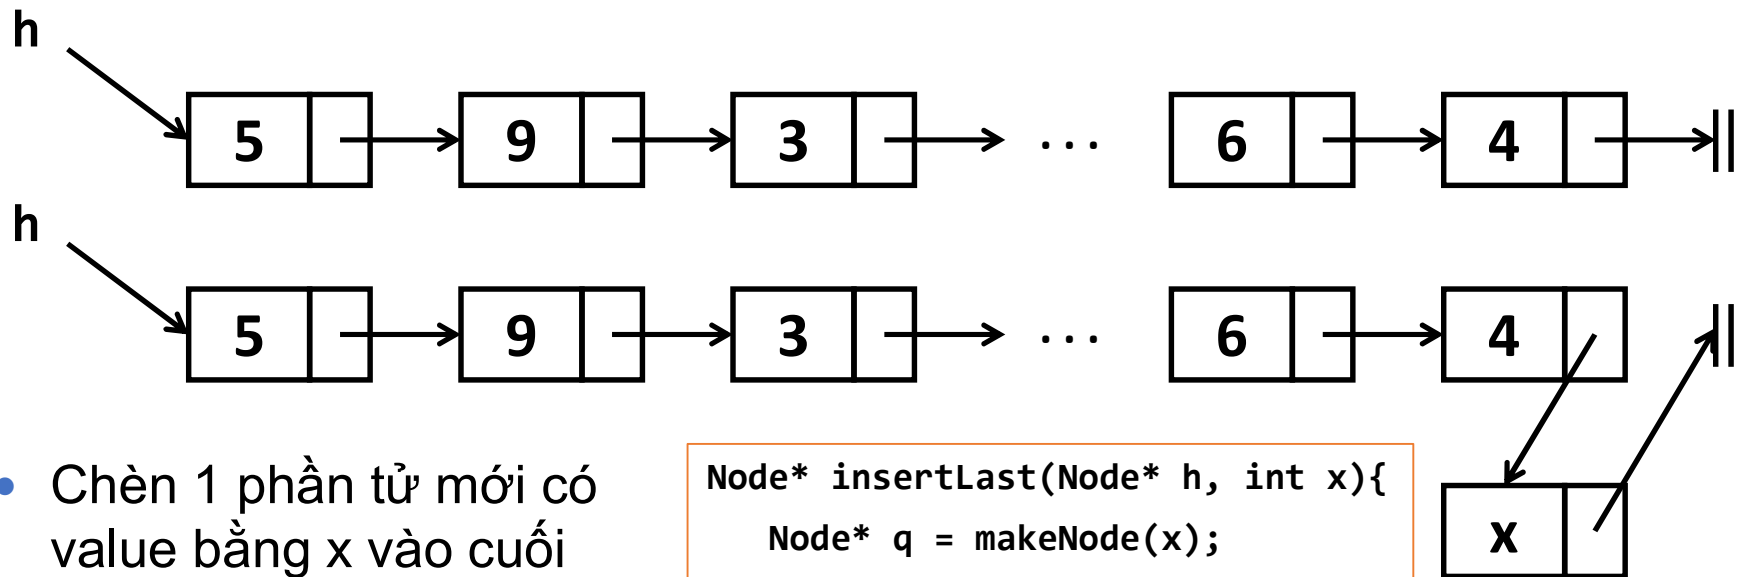 h
5 9 3 ... 6 4
h
5 9 3 ... 6 4
• Chèn 1 phần tử mới có
value bằng x vào cuối
Node* insertLast(Node* h, int x){
Node* q = makeNode(x);
x